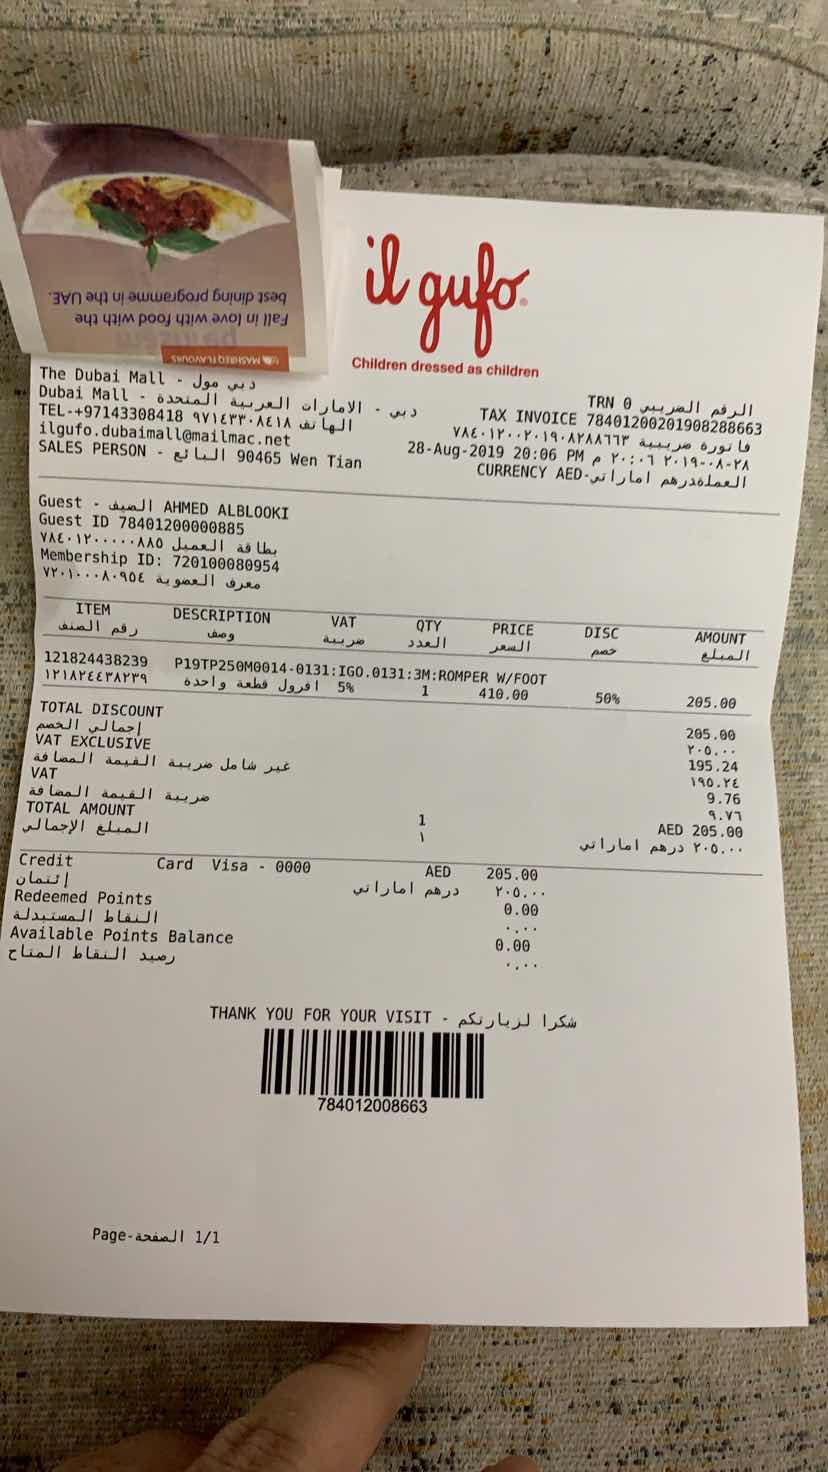 MASHREQ FLAVOURS
Fall in love with food with the
best dining programme in the UAE.
il gufo
Children dressed as children
The Dubai Mall - دبي مول
Dubai Mall - دبي - الامارات العربية المتحدة
TEL-+97143308418 الهاتف ٩٧١٤٣٣٠٨٤١٨
ilgufo.dubaimall@mailmac.net
SALES PERSON - البائع 90465 Wen Tian
TRN 0 الرقم الضريبي
TAX INVOICE 78401200201908288663
فاتورة ضريبية ٧٨٤٠١٢٠٠٢٠١٩٠٨٢٨٨٦٦٣
28-Aug-2019 20:06 PM ٢٨-٠٨-٢٠١٩ ٢٠:٠٦ م
CURRENCY AED-العملةدرهم اماراتي
Guest - الضيف AHMED ALBLOOKI
Guest ID 78401200000885
بطاقة العميل ٧٨٤٠١٢٠٠٠٠٠٨٨٥
Membership ID: 720100080954
معرف العضوية ٧٢٠١٠٠٠٨٠٩٥٤
ITEM DESCRIPTION VAT QTY PRICE DISC AMOUNT
رقم الصنف وصف ضريبة العدد السعر خصم المبلغ
121824438239 P19TP250M0014-0131:IGO.0131:3M:ROMPER W/FOOT
١٢١٨٢٤٤٣٨٢٣٩ افرول قطعة واحدة 5% 1 410.00 50% 205.00
TOTAL DISCOUNT 205.00
إجمالي الخصم ٢٠٥.٠٠
VAT EXCLUSIVE 195.24
غير شامل ضريبة القيمة المضافة ١٩٥.٢٤
VAT 9.76
ضريبة القيمة المضافة ٩.٧٦
TOTAL AMOUNT 1 AED 205.00
المبلغ الإجمالي ١ ٢٠٥.٠٠ درهم اماراتي
Credit Card Visa - 0000 AED 205.00
إئتمان درهم اماراتي ٢٠٥.٠٠
Redeemed Points 0.00
النقاط المستبدلة ٠.٠٠
Available Points Balance 0.00
رصيد النقاط المتاح ٠.٠٠
THANK YOU FOR YOUR VISIT - شكرا لزيارتكم
784012008663
Page-الصفحة 1/1